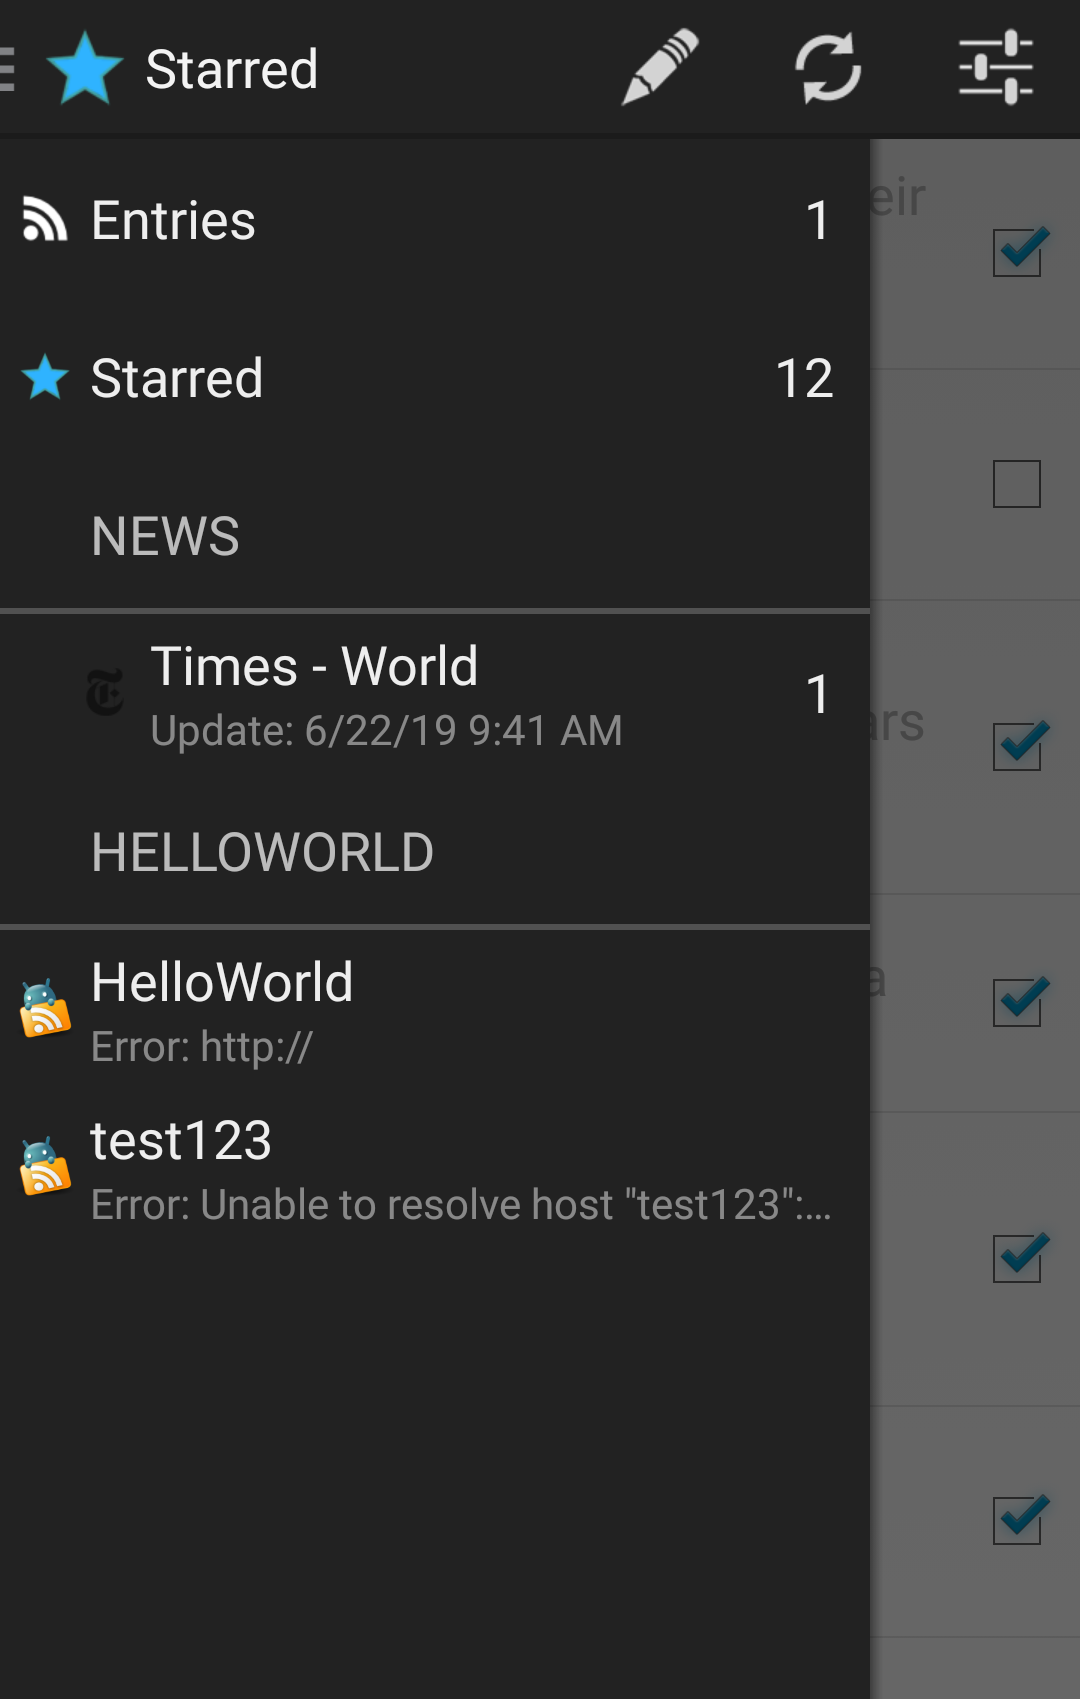 Starred
Entries 1
eir
Starred 12
NEWS
Times - World 1
Update: 6/22/19 9:41 AM
ars
HELLOWORLD
HelloWorld
a
Error: http://
test123
Error: Unable to resolve host "test123":...